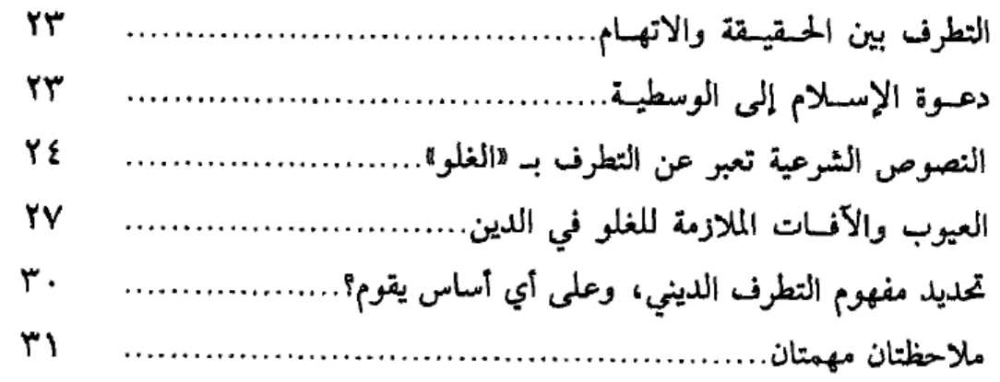 التطرف بين الحقيقة والاتهام........................................ ٢٣
دعوة الإسلام إلى الوسطية........................................ ٢٣
النصوص الشرعية تعبر عن التطرف بـ «الغلو»......................... ٢٤
العيوب والآفات الملازمة للغلو في الدين............................. ٢٧
تحديد مفهوم التطرف الديني، وعلى أي أساس يقوم؟................... ٣٠
ملاحظتان مهمتان.................................................. ٣١